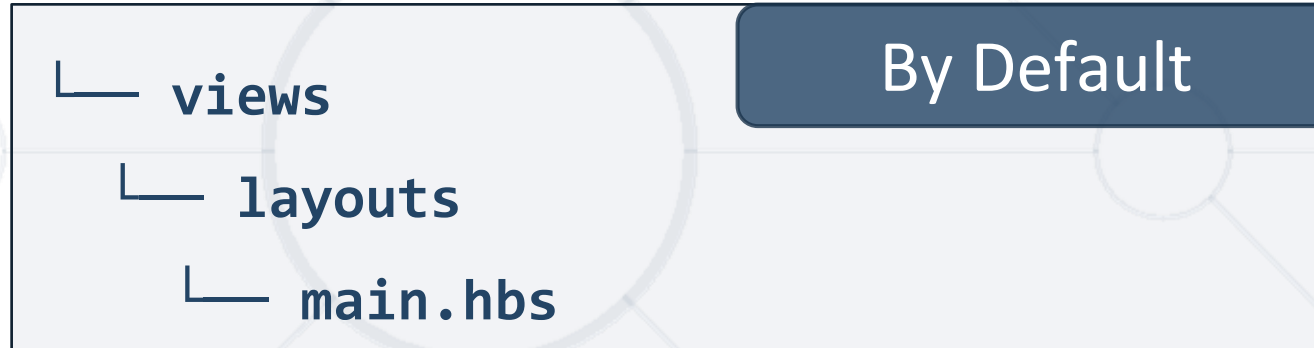 By Default
└── views
└── layouts
└── main.hbs